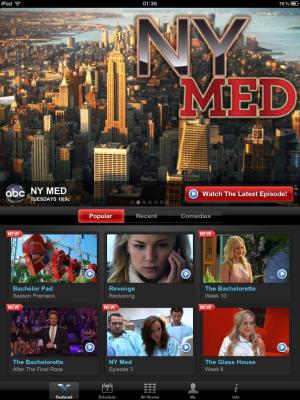 iPad
01:36
76%
NY
MED
abc
NY MED
TUESDAYS 10|9c
Watch The Latest Episode!
Popular
Recent
Comedies
NEW
NEW
Bachelor Pad
Season Premiere
Revenge
Reckoning
The Bachelorette
Week 10
NEW
NEW
NEW
The Bachelorette
After The Final Rose
NY Med
Episode 3
The Glass House
Week 6
Featured
Schedule
All Shows
Me
Info